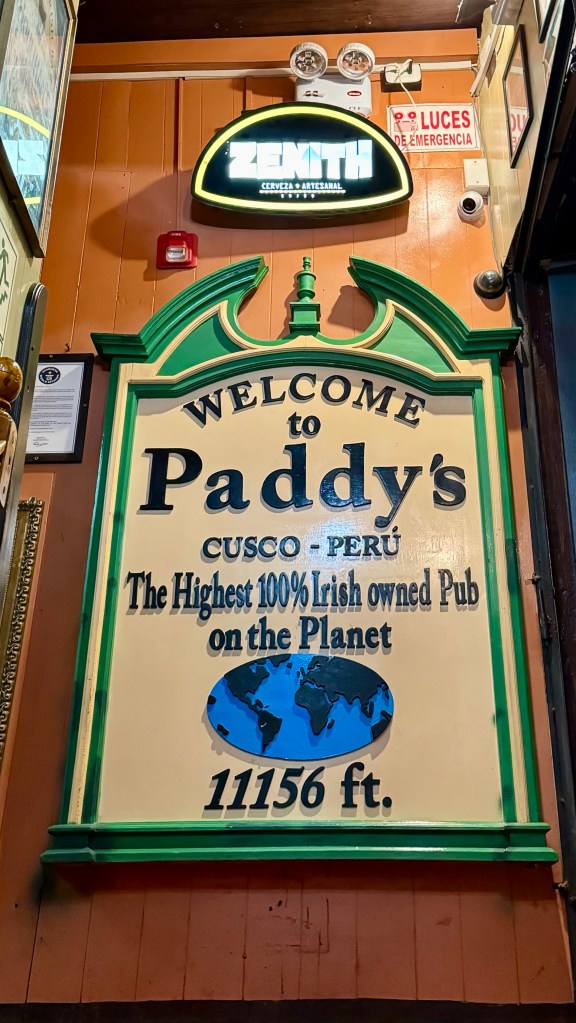 ZENITH
CERVEZA ARTESANAL
CUSCO
LUCES
DE EMERGENCIA
WELCOME
to
Paddy's
CUSCO - PERÚ
The Highest 100% Irish owned Pub
on the Planet
11156 ft.